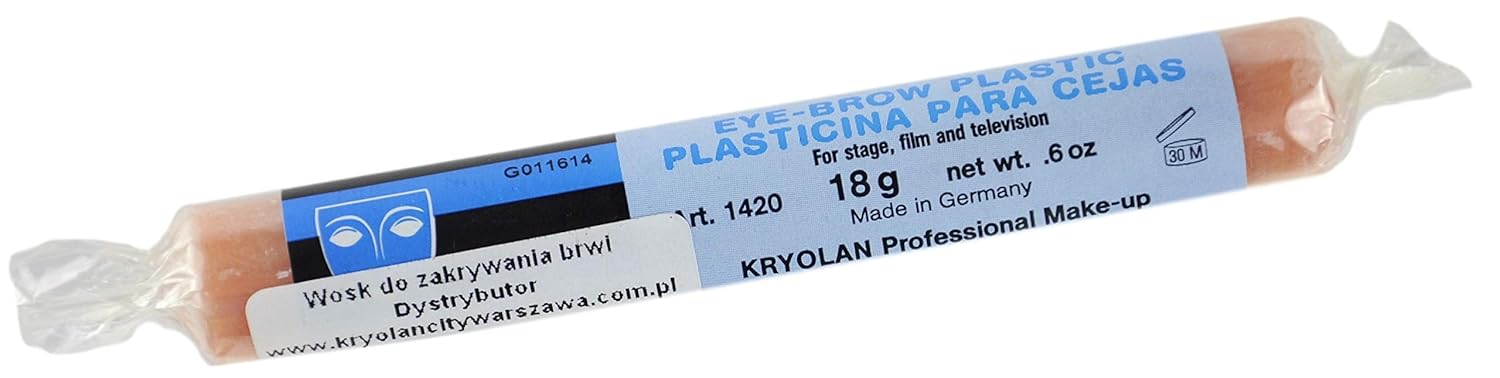 G011614
EYE-BROW PLASTIC
PLASTICINA PARA CEJAS
For stage, film and television
Art. 1420 18 g net wt. .6 oz
Made in Germany
KRYOLAN Professional Make-up
30 M
Wosk do zakrywania brwi
Dystrybutor
www.kryolancitywarszawa.com.pl